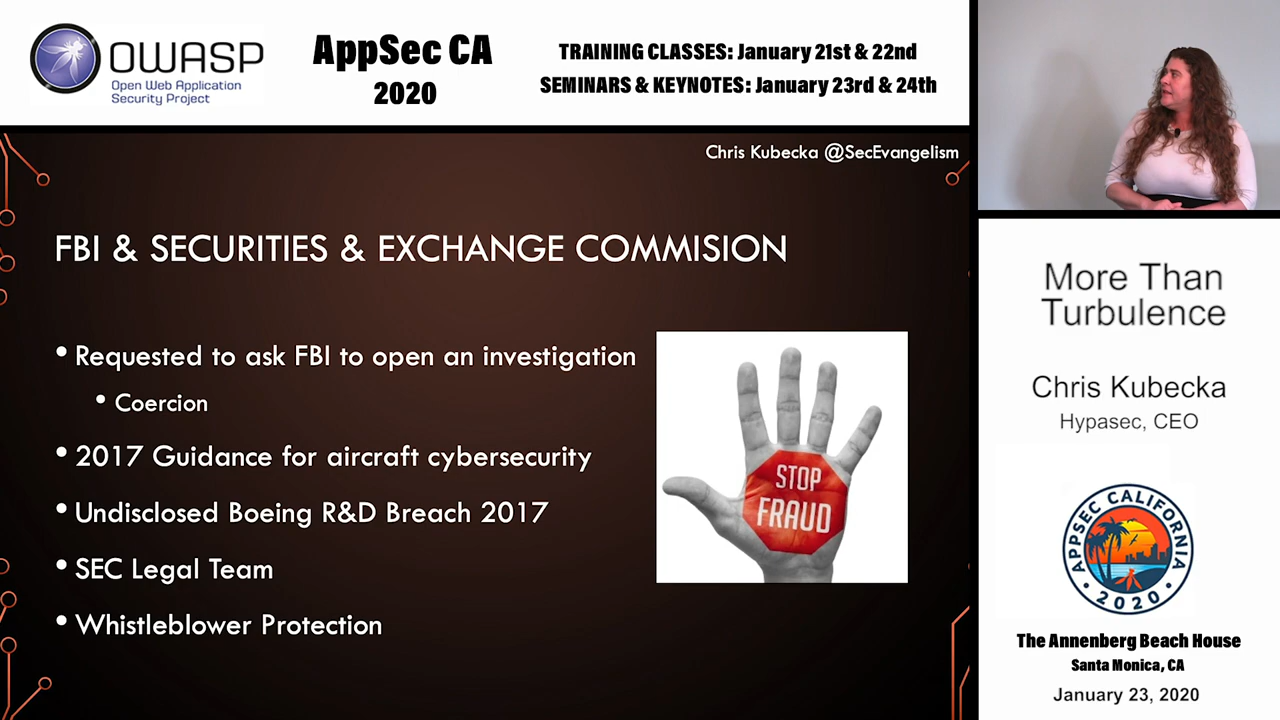 OWASP
Open Web Application
Security Project
AppSec CA
2020
TRAINING CLASSES: January 21st & 22nd
SEMINARS & KEYNOTES: January 23rd & 24th
Chris Kubecka @SecEvangelism
FBI & SECURITIES & EXCHANGE COMMISION
• Requested to ask FBI to open an investigation
• Coercion
• 2017 Guidance for aircraft cybersecurity
• Undisclosed Boeing R&D Breach 2017
• SEC Legal Team
• Whistleblower Protection
STOP
FRAUD
More Than
Turbulence
Chris Kubecka
Hypasec, CEO
APPSEC CALIFORNIA
• 2020 •
The Annenberg Beach House
Santa Monica, CA
January 23, 2020